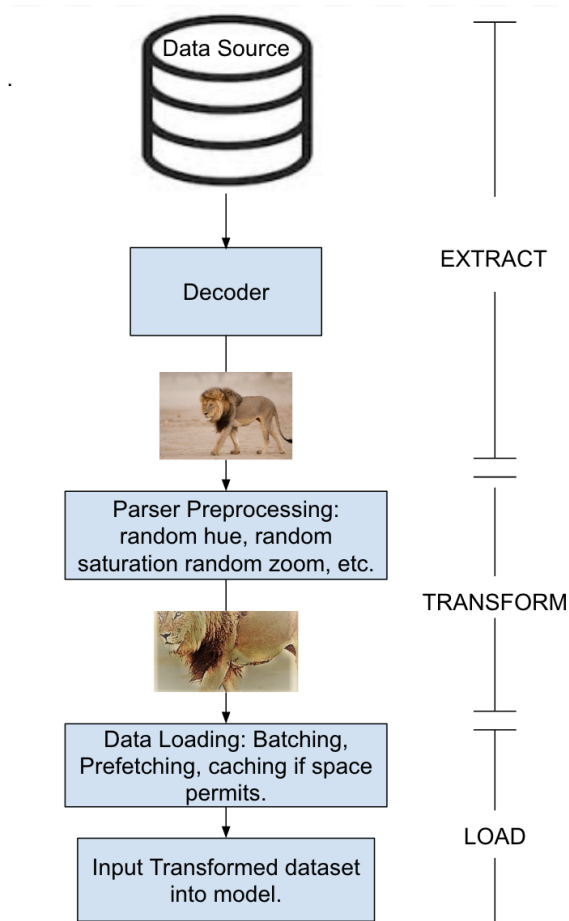 Data Source
.
EXTRACT
Decoder
Parser Preprocessing:
random hue, random
saturation random zoom, etc.
TRANSFORM
Data Loading: Batching,
Prefetching, caching if space
permits.
LOAD
Input Transformed dataset
into model.